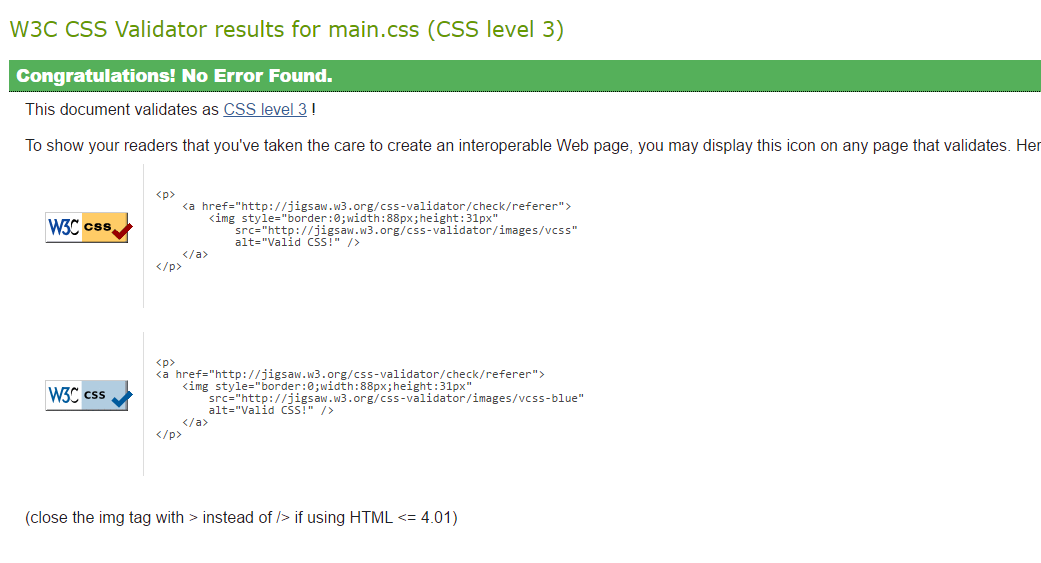 W3C CSS Validator results for main.css (CSS level 3)
Congratulations! No Error Found.
This document validates as CSS level 3 !
To show your readers that you've taken the care to create an interoperable Web page, you may display this icon on any page that validates. Her
W3C css
<p>
    <a href="http://jigsaw.w3.org/css-validator/check/referer">
        <img style="border:0;width:88px;height:31px"
            src="http://jigsaw.w3.org/css-validator/images/vcss"
            alt="Valid CSS!" />
    </a>
</p>
W3C css
<p>
<a href="http://jigsaw.w3.org/css-validator/check/referer">
    <img style="border:0;width:88px;height:31px"
        src="http://jigsaw.w3.org/css-validator/images/vcss-blue"
        alt="Valid CSS!" />
    </a>
</p>
(close the img tag with > instead of /> if using HTML <= 4.01)